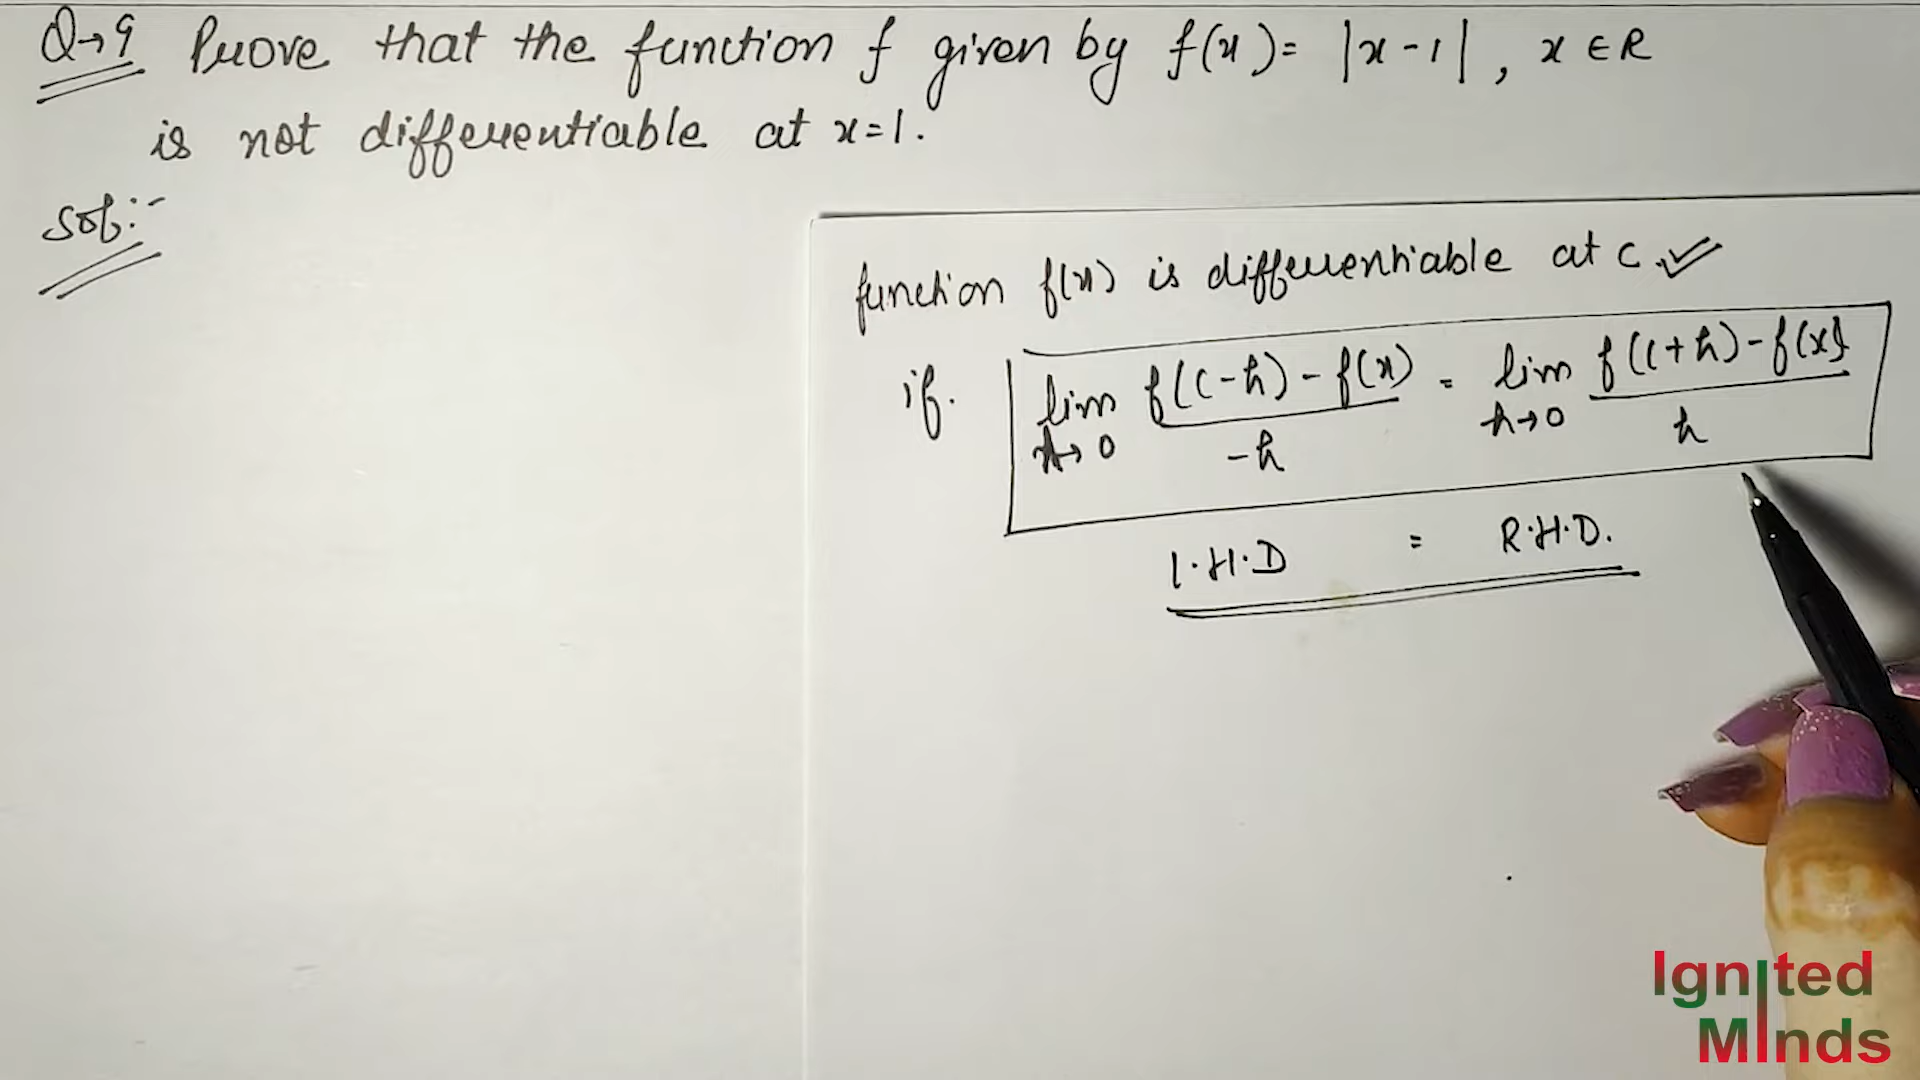 Q→9 Prove that the function f given by f(x) = |x-1|, x ∈ R
is not differentiable at x=1.
Sol:-
function f(x) is differentiable at c ✓
if. lim h→0 f(c-h) - f(x) / -h = lim h→0 f(c+h) - f(x) / h
L.H.D = R.H.D.
Ignited
Minds